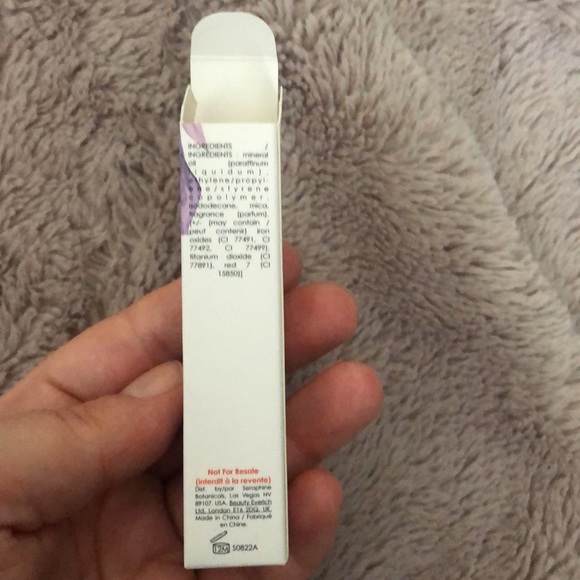 INGREDIENTS /
INGRÉDIENTS : mineral
oil (paraffinum
liquidum),
ethylene/propyl-
ene/styrene
copolymer,
isododecane, mica,
fragrance (parfum).
[+/- (may contain /
peut contenir) iron
oxides (CI 77491, CI
77492, CI 77499),
titanium dioxide (CI
77891), red 7 (CI
15850)]
Not For Resale
(interdit à la revente)
Dist by/par Seraphine
Botanicals, Las Vegas NV
89107. USA. Beauty Everich
Ltd, London E16 2DQ, UK.
Made in China / Fabriqué
en Chine.
12M S0822A